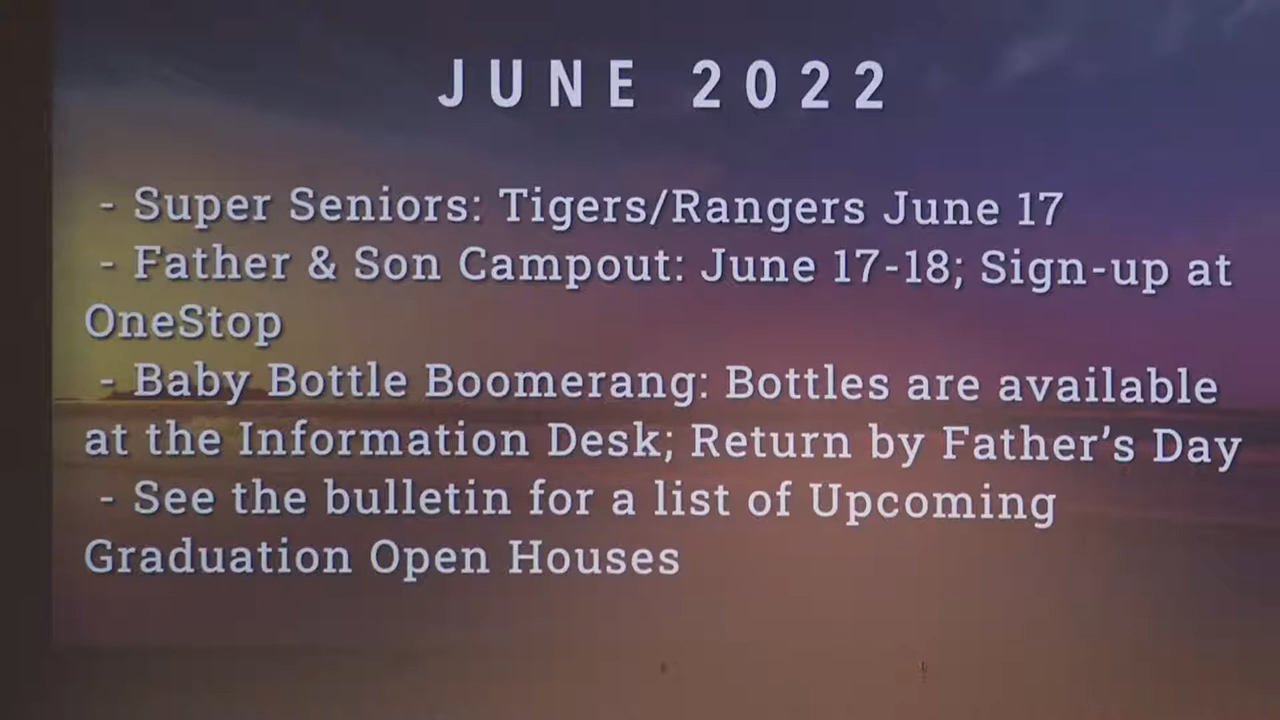 JUNE 2022
- Super Seniors: Tigers/Rangers June 17
- Father & Son Campout: June 17-18; Sign-up at
OneStop
- Baby Bottle Boomerang: Bottles are available
at the Information Desk; Return by Father’s Day
- See the bulletin for a list of Upcoming
Graduation Open Houses